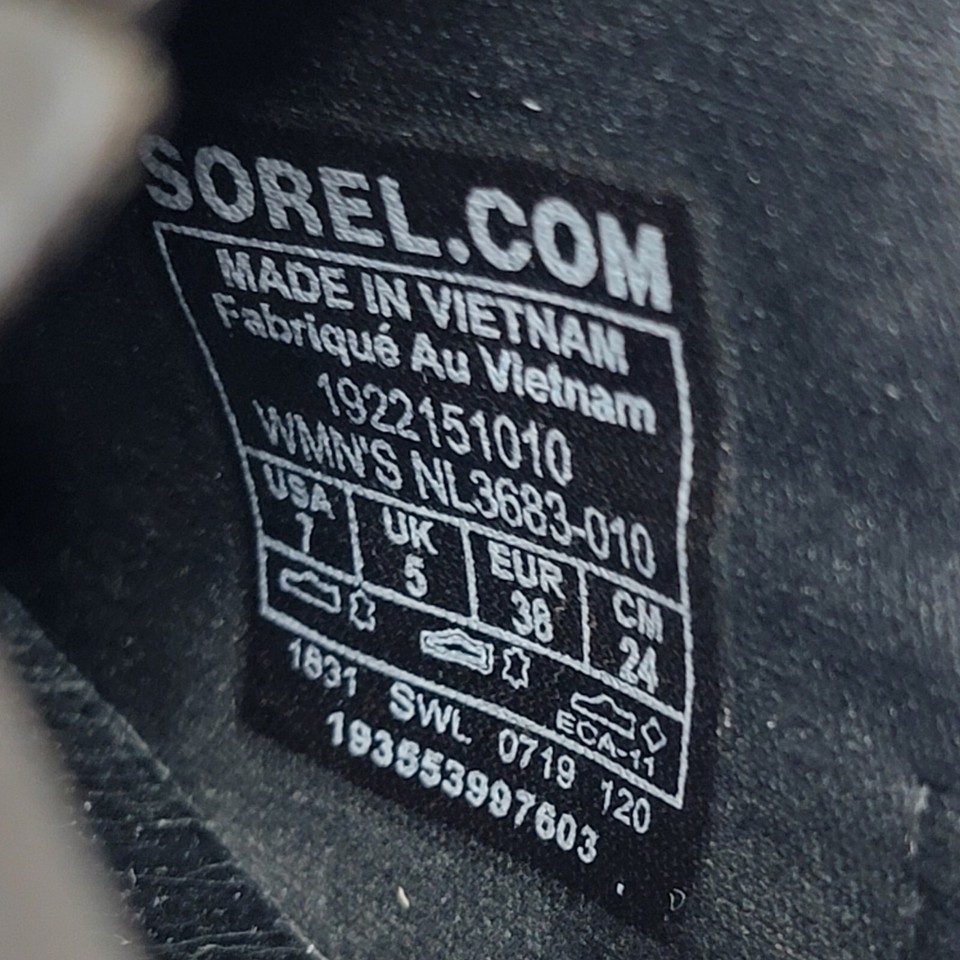 SOREL.COM
MADE IN VIETNAM
Fabriqué Au Vietnam
1922151010
WMN'S NL3683-010
USA UK EUR CM
7 5 38 24
ECA-11
1831 SWL 0719 120
193553997603